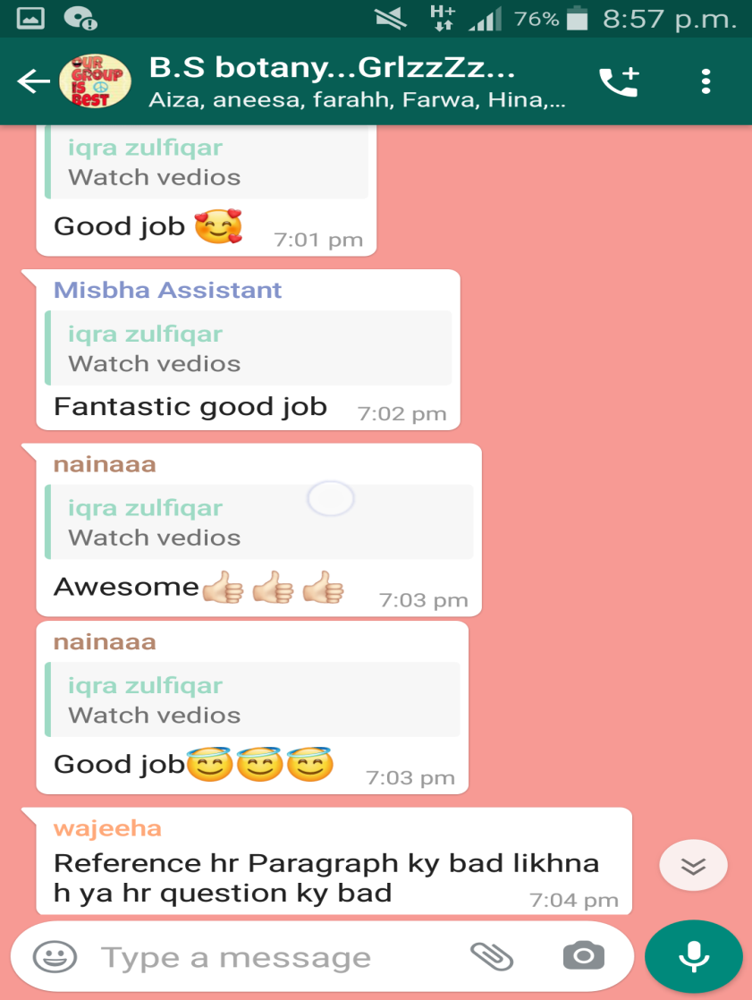 H+
76%
8:57 p.m.
OUR
GROUP
IS
BEST
B.S botany...GrlzzZz...
Aiza, aneesa, farahh, Farwa, Hina,...
iqra zulfiqar
Watch vedios
Good job
7:01 pm
Misbha Assistant
iqra zulfiqar
Watch vedios
Fantastic good job
7:02 pm
nainaaa
iqra zulfiqar
Watch vedios
Awesome
7:03 pm
nainaaa
iqra zulfiqar
Watch vedios
Good job
7:03 pm
wajeeha
Reference hr Paragraph ky bad likhna
h ya hr question ky bad
7:04 pm
Type a message